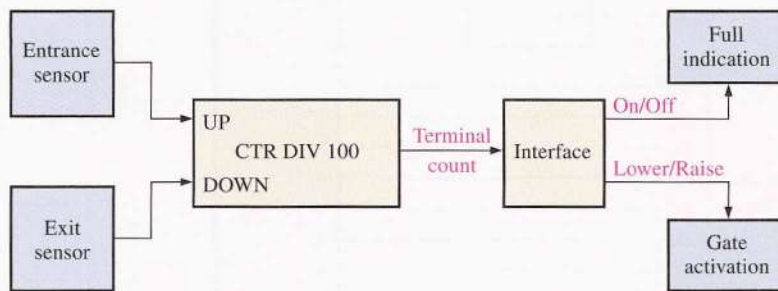 Entrance
sensor
Exit
sensor
UP
CTR DIV 100
DOWN
Terminal
count
Interface
On/Off
Lower/Raise
Full
indication
Gate
activation